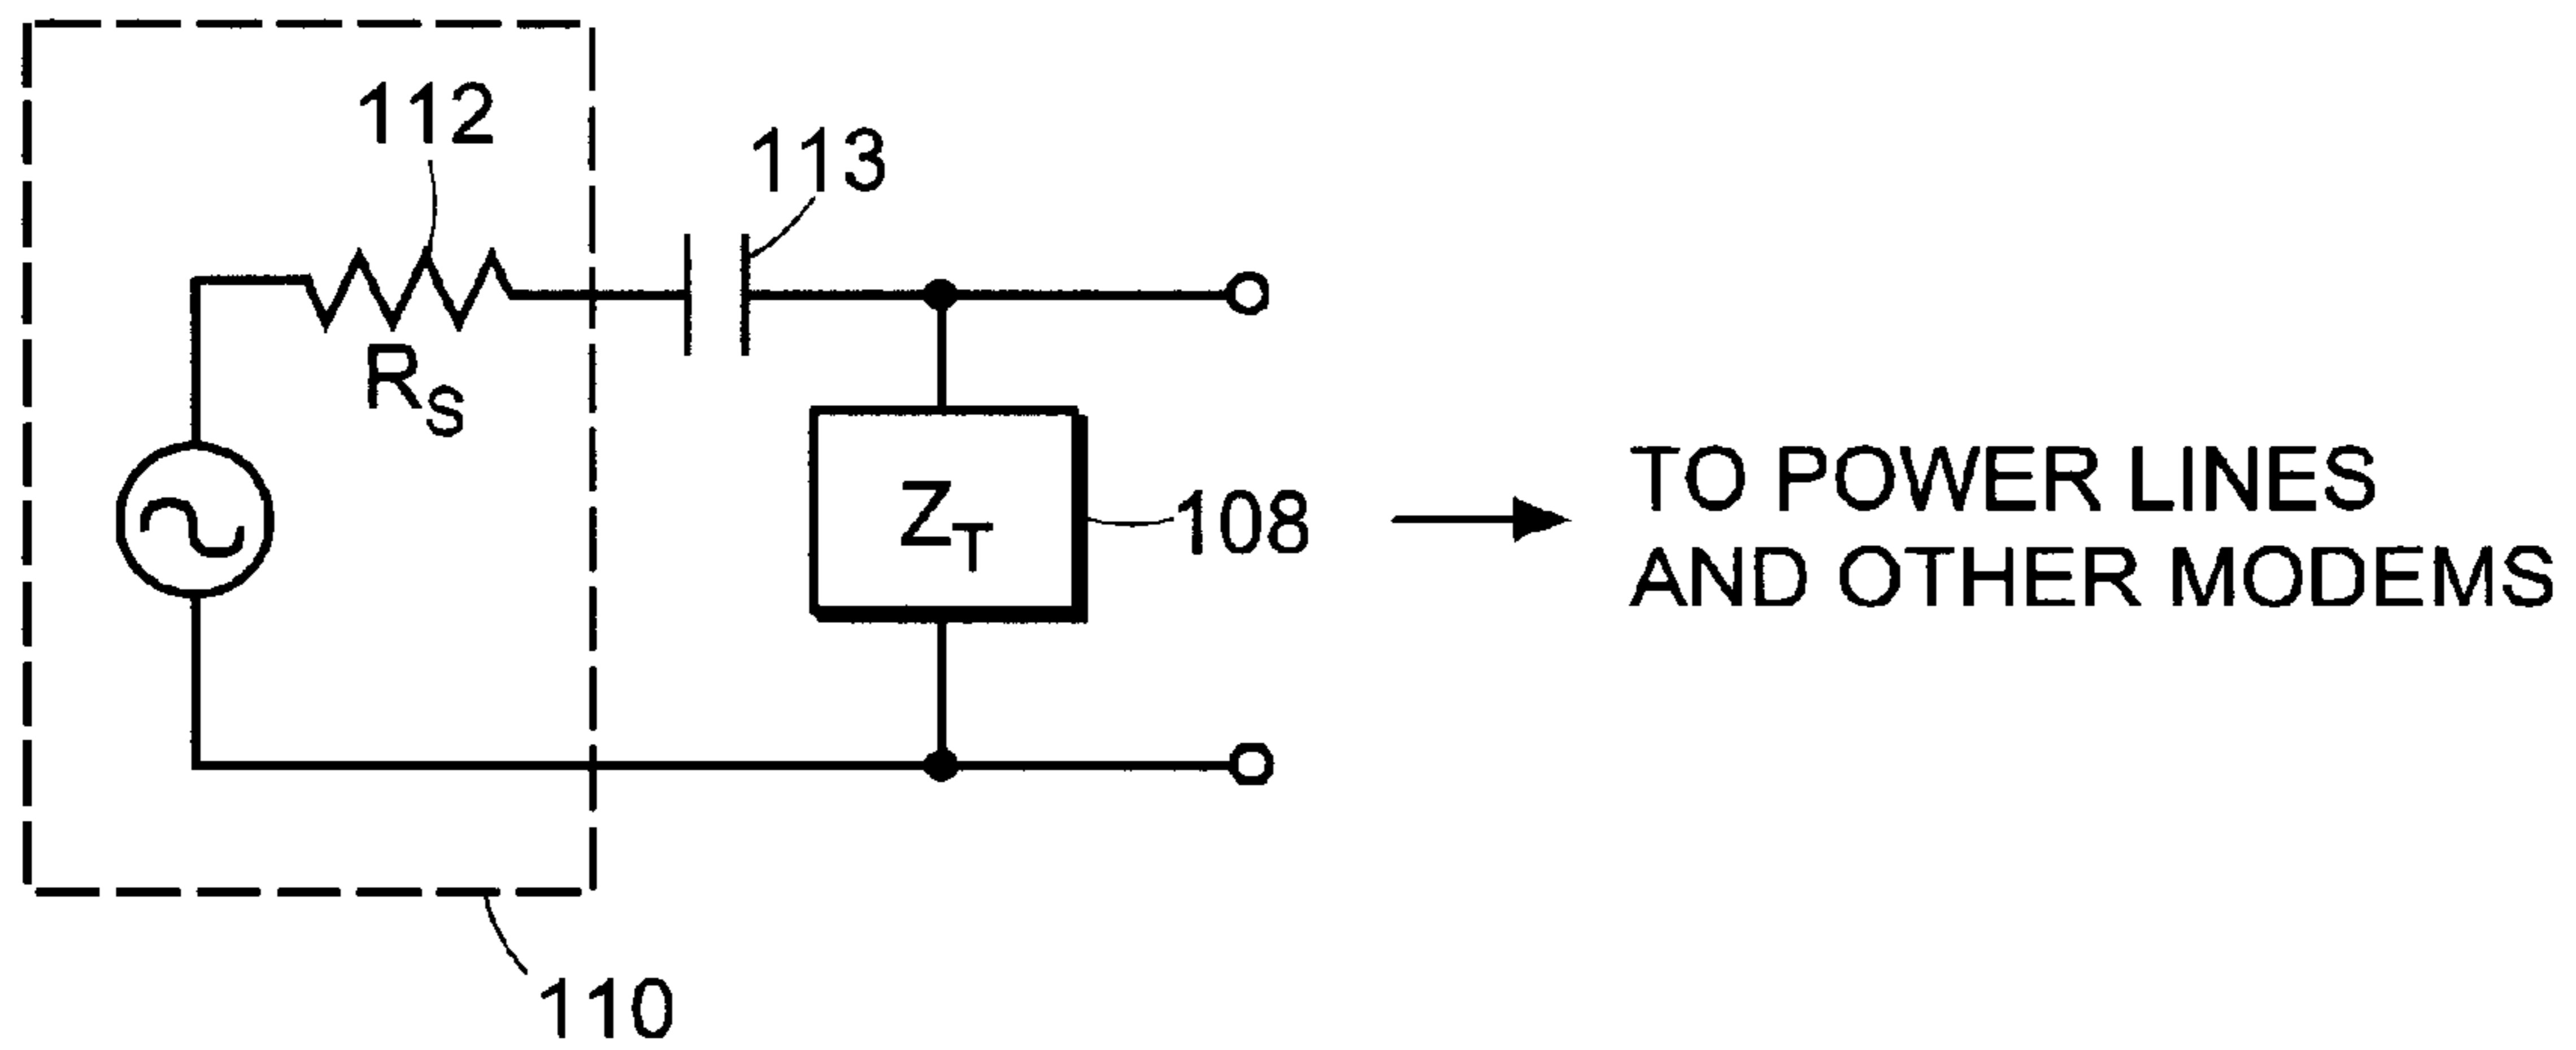 112
113
R_S
Z_T
108
TO POWER LINES
AND OTHER MODEMS
110